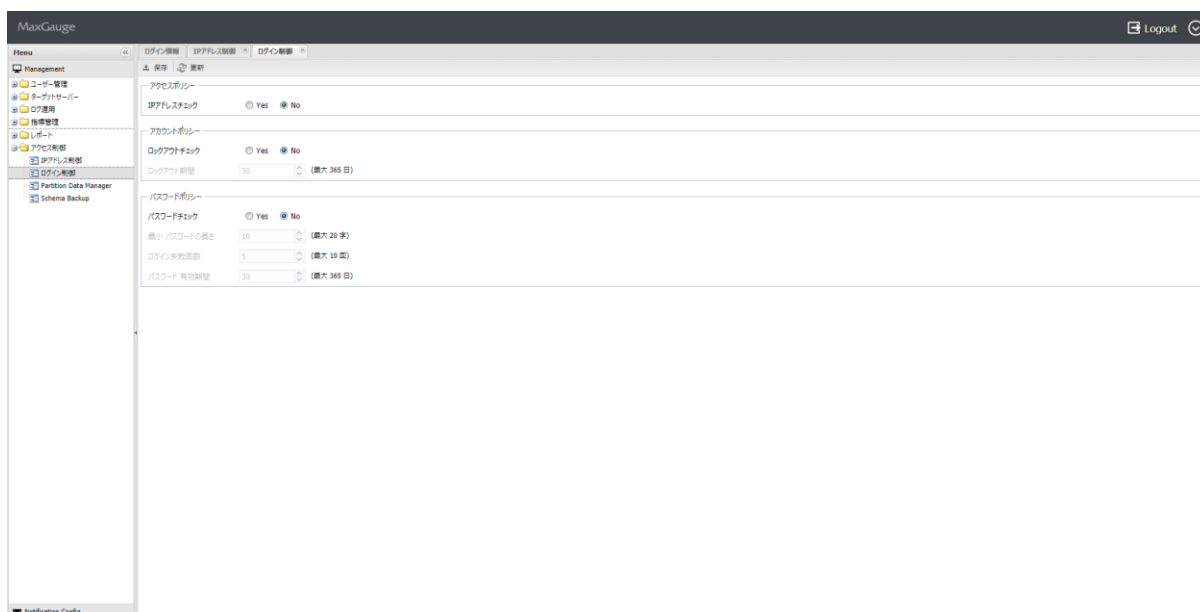 MaxGauge
Logout
Menu
ログイン情報 IPアドレス制御 ログイン制御
Management
保存 更新
ユーザー管理
ターゲットサーバー
ログ運用
指標管理
レポート
アクセス制御
IPアドレス制御
ログイン制御
Partition Data Manager
Schema Backup
アクセスポリシー
IPアドレスチェック Yes No
アカウントポリシー
ロックアウトチェック Yes No
ロックアウト期間 30 (最大 365 日)
パスワードポリシー
パスワードチェック Yes No
最小 パスワードの長さ 10 (最大 20 字)
ログイン失敗回数 5 (最大 10 回)
パスワード 有効期間 30 (最大 365 日)
Notification Config